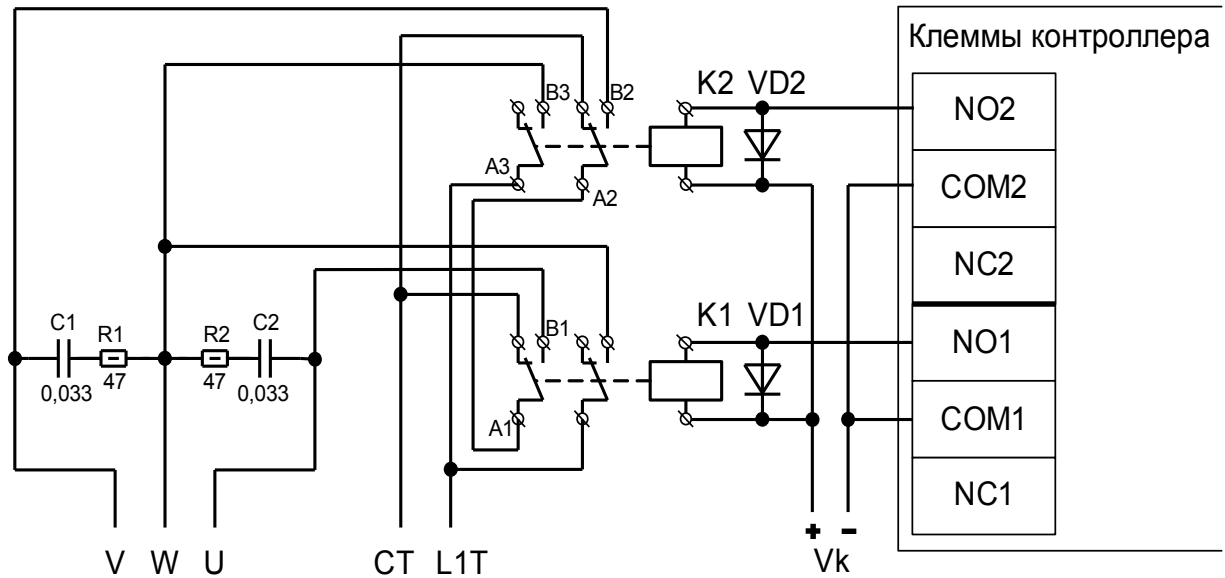 Клеммы контроллера
B3
B2
K2 VD2
NO2
A3
A2
COM2
NC2
C1
R1
R2
C2
B1
K1 VD1
NO1
0,033
47
47
0,033
A1
COM1
NC1
V W U
CT L1T
+ -
Vk